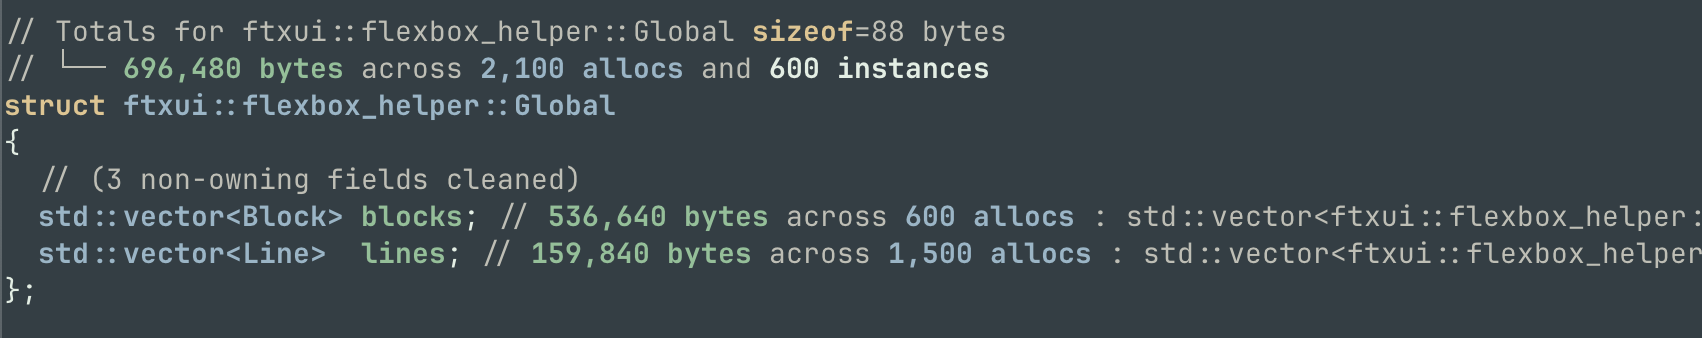 // Totals for ftxui::flexbox_helper::Global sizeof=88 bytes
// └── 696,480 bytes across 2,100 allocs and 600 instances
struct ftxui::flexbox_helper::Global
{
  // (3 non-owning fields cleaned)
  std::vector<Block> blocks; // 536,640 bytes across 600 allocs : std::vector<ftxui::flexbox_helper:
  std::vector<Line>  lines; // 159,840 bytes across 1,500 allocs : std::vector<ftxui::flexbox_helper
};